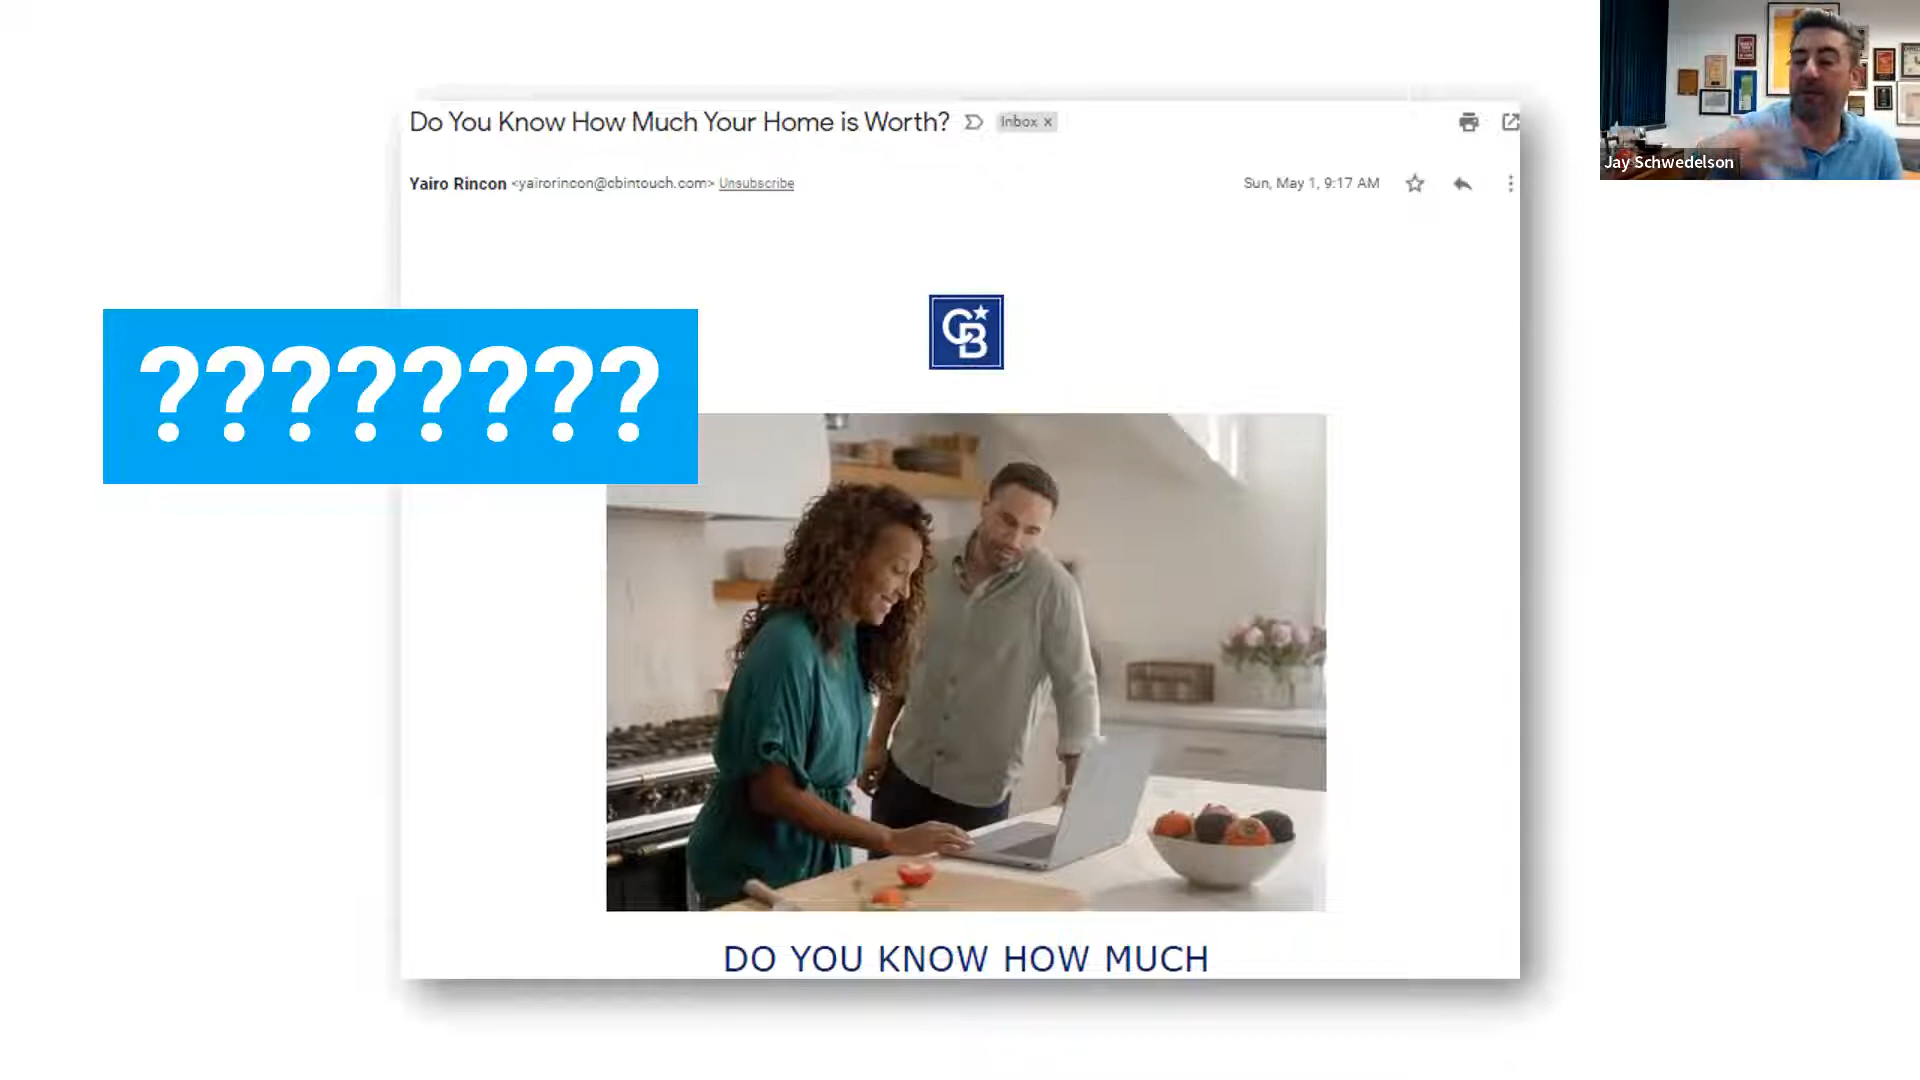 Do You Know How Much Your Home is Worth? Inbox x
Yairo Rincon <yairorincon@cbintouch.com> Unsubscribe
Sun, May 1, 9:17 AM
Jay Schwedelson
CB
????????
DO YOU KNOW HOW MUCH